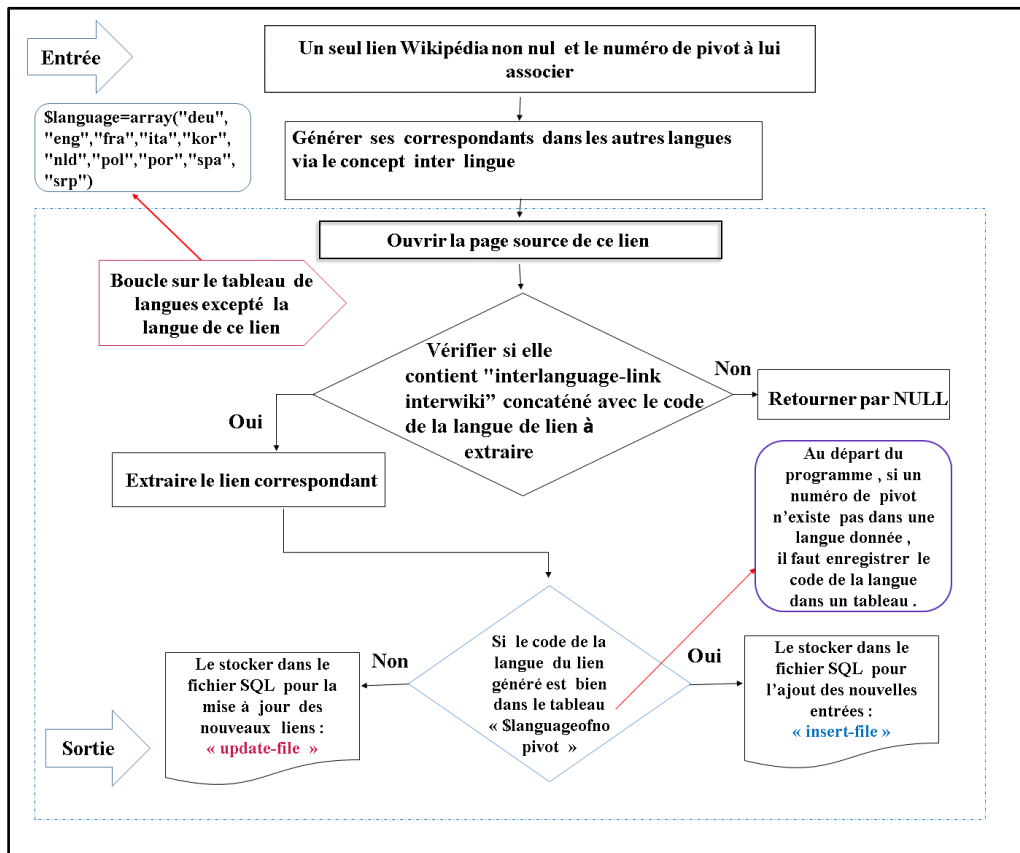 Entrée
Un seul lien Wikipédia non nul et le numéro de pivot à lui
associer
$language=array("deu",
"eng","fra","ita","kor",
"nld","pol","por","spa",
"srp")
Générer ses correspondants dans les autres langues
via le concept inter lingue
Ouvrir la page source de ce lien
Boucle sur le tableau de
langues excepté la
langue de ce lien
Vérifier si elle
contient "interlanguage-link
interwiki” concaténé avec le code
de la langue de lien à
extraire
Non
Retourner par NULL
Oui
Extraire le lien correspondant
Au départ du
programme , si un
numéro de pivot
n’existe pas dans une
langue donnée ,
il faut enregistrer le
code de la langue
dans un tableau .
Si le code de la
langue du lien
généré est bien
dans le tableau
« $languageofno
pivot »
Non
Oui
Le stocker dans le
fichier SQL pour la
mise à jour des
nouveaux liens :
« update-file »
Le stocker dans le
fichier SQL pour
l’ajout des nouvelles
entrées :
« insert-file »
Sortie